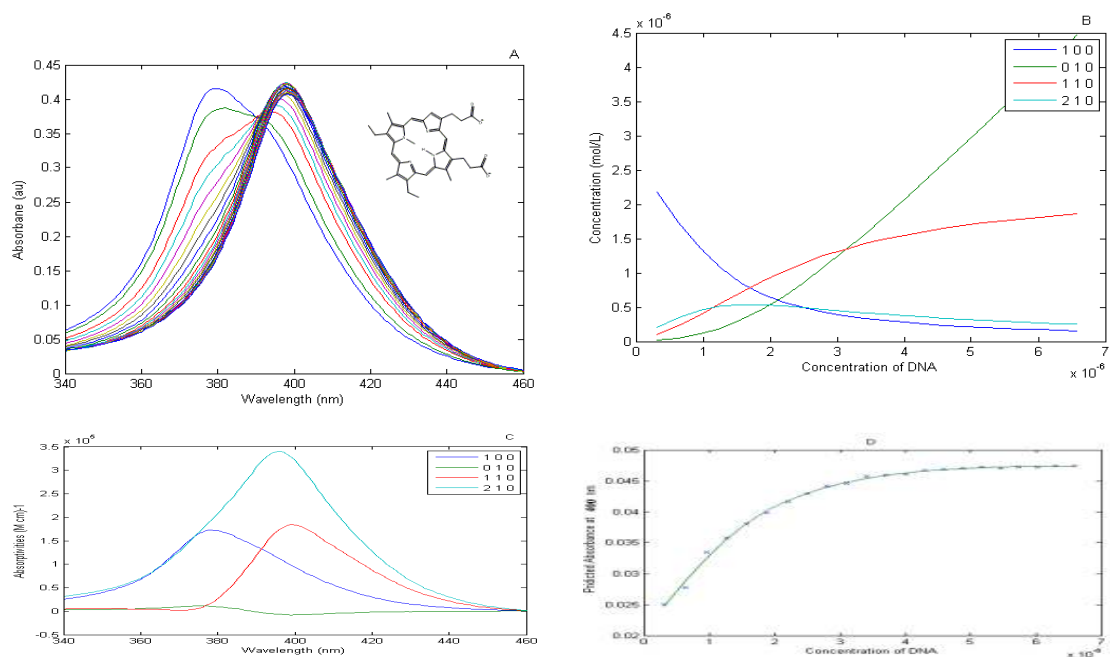 A
0.45
0.4
0.35
0.3
0.25
0.2
0.15
0.1
0.05
0
340 360 380 400 420 440 460
Absorbane (au)
Wavelength (nm)
B
x 10⁻⁶
4.5
4
3.5
3
2.5
2
1.5
1
0.5
0
0 1 2 3 4 5 6 7
x 10⁻⁶
Concentration (mol/L)
Concentration of DNA
1 0 0
0 1 0
1 1 0
2 1 0
C
3.5
3
2.5
2
1.5
1
0.5
0
-0.5
340 360 380 400 420 440 460
Absorptivities (M cm)-1
Wavelength (nm)
1 0 0
0 1 0
1 1 0
2 1 0
D
0.05
0.045
0.04
0.035
0.03
0.025
0.02
0 1 2 3 4 5 6 7
Absorbance at nm
Concentration of DNA